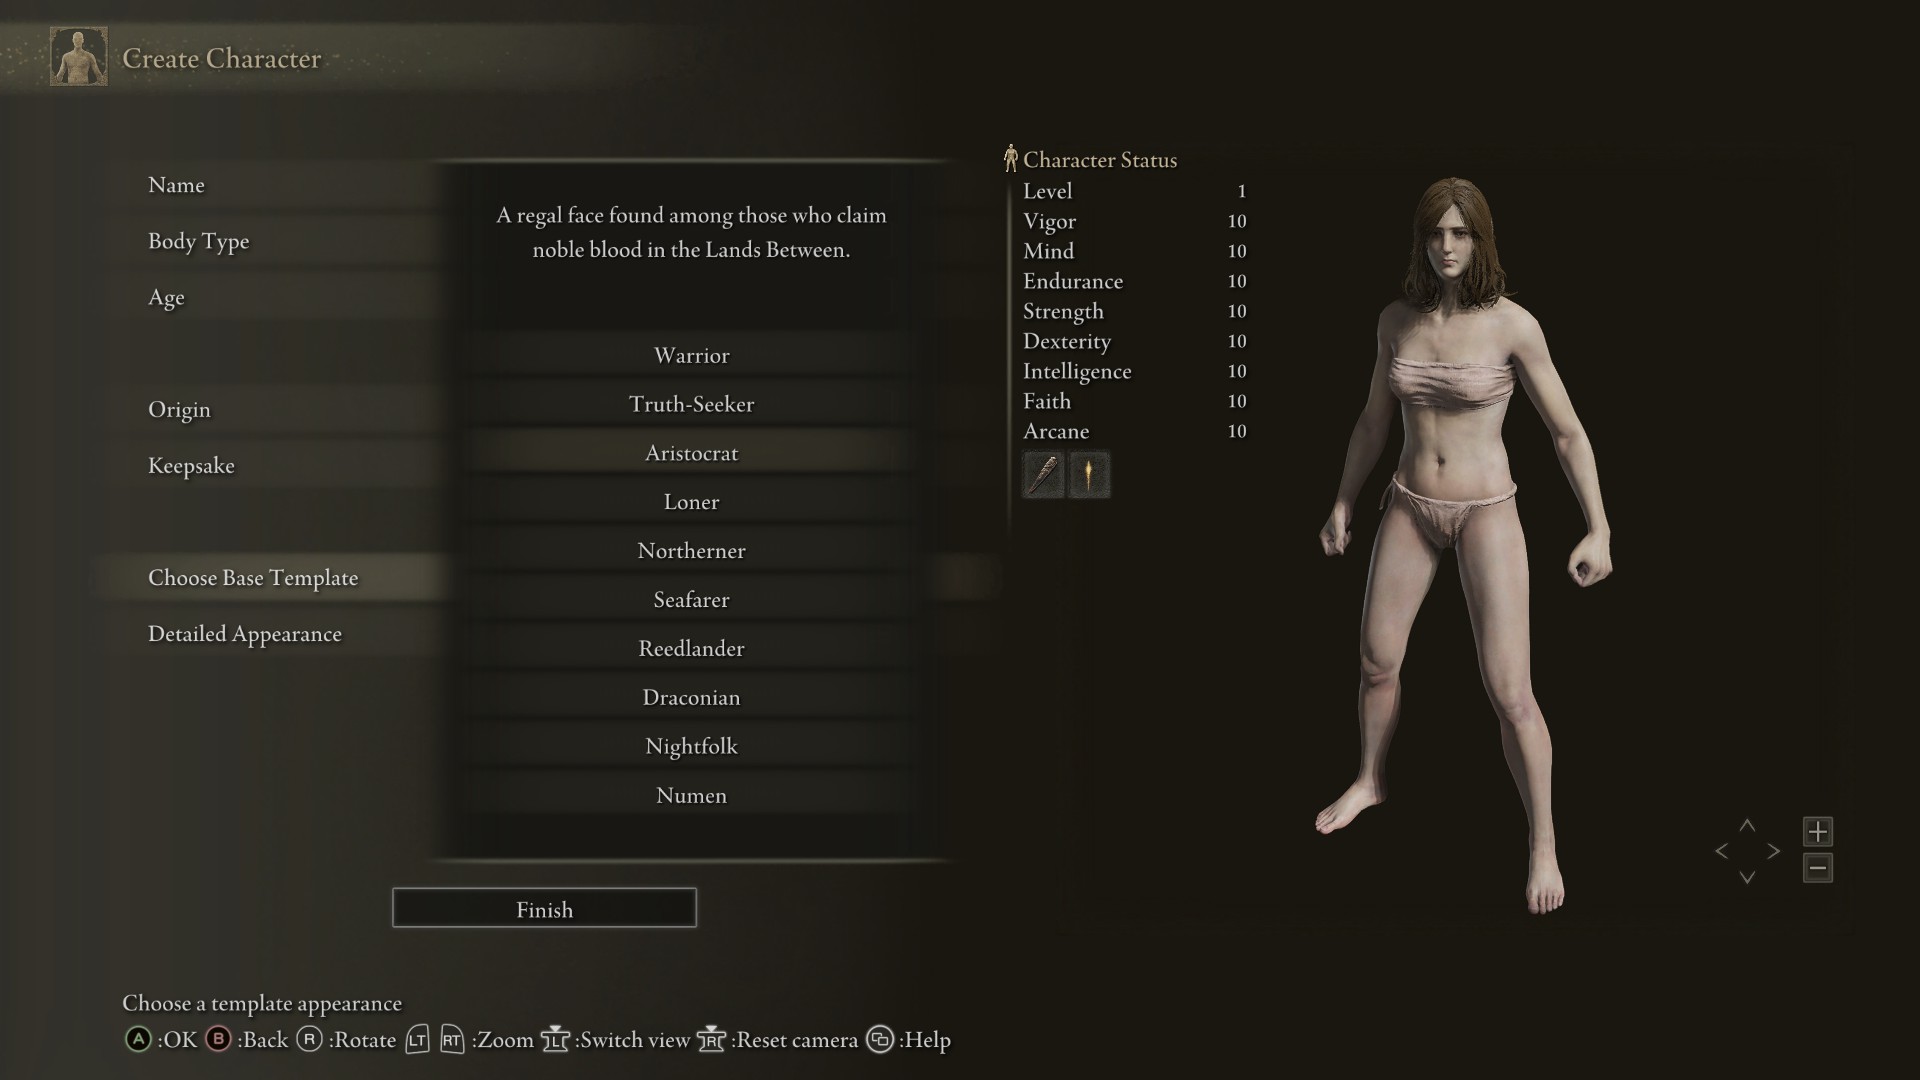 Create Character
Name
Body Type
Age
Origin
Keepsake
Choose Base Template
Detailed Appearance
A regal face found among those who claim
noble blood in the Lands Between.
Warrior
Truth-Seeker
Aristocrat
Loner
Northerner
Seafarer
Reedlander
Draconian
Nightfolk
Numen
Finish
Character Status
Level 1
Vigor 10
Mind 10
Endurance 10
Strength 10
Dexterity 10
Intelligence 10
Faith 10
Arcane 10
Choose a template appearance
A :OK B :Back R :Rotate LT RT :Zoom L :Switch view R :Reset camera :Help